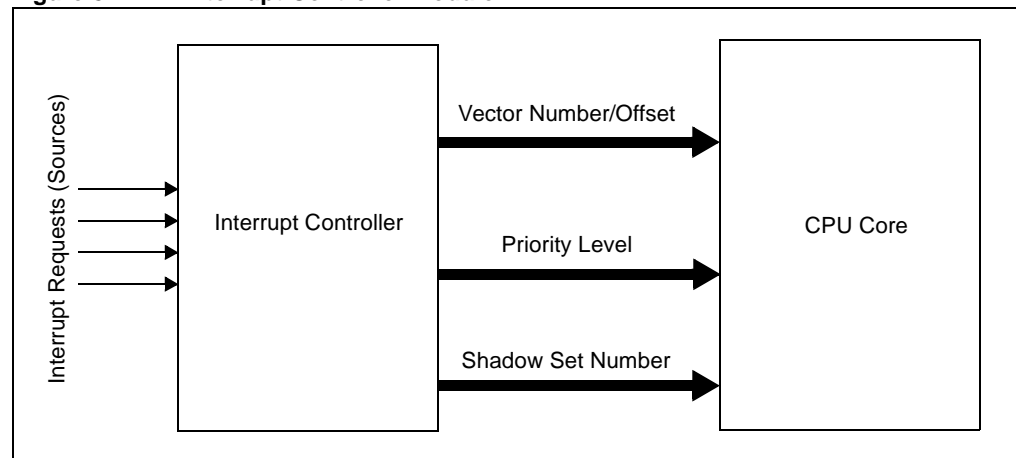 Interrupt Requests (Sources)
Interrupt Controller
Vector Number/Offset
Priority Level
Shadow Set Number
CPU Core